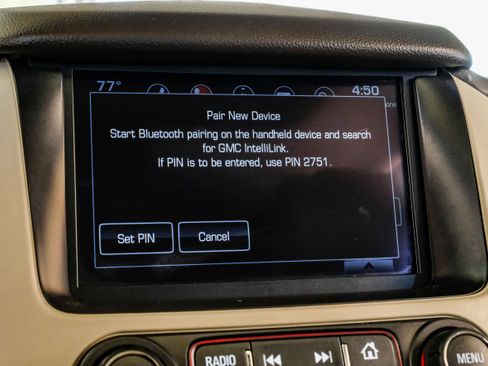 77° 4:50
one
Pair New Device
Start Bluetooth pairing on the handheld device and search
for GMC IntelliLink.
If PIN is to be entered, use PIN 2751.
Set PIN Cancel
RADIO MENU